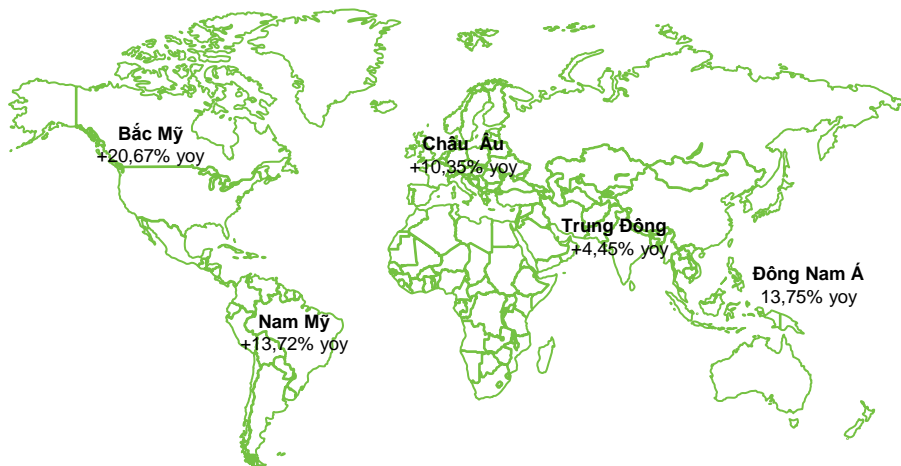 Bắc Mỹ
+20,67% yoy
Châu Âu
+10,35% yoy
Trung Đông
+4,45% yoy
Đông Nam Á
13,75% yoy
Nam Mỹ
+13,72% yoy